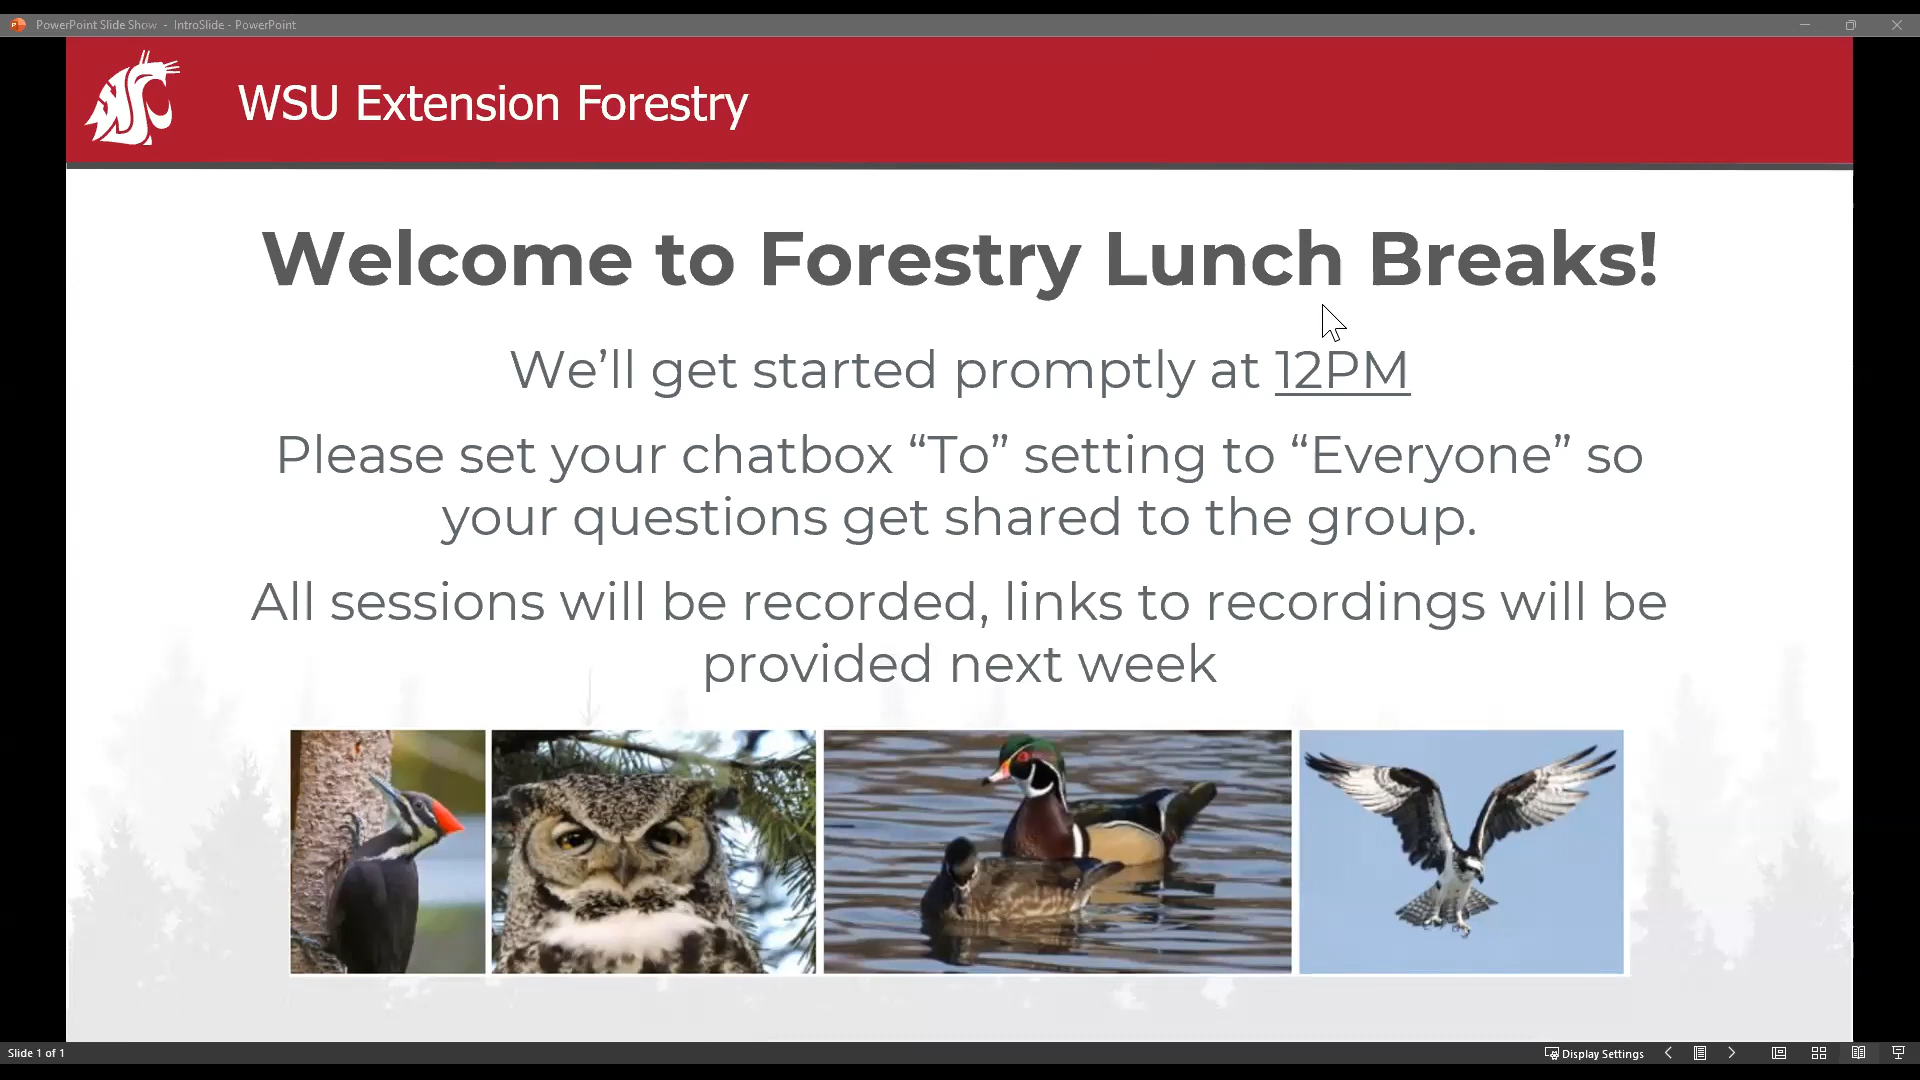 PowerPoint Slide Show - IntroSlide - PowerPoint
WSU Extension Forestry
Welcome to Forestry Lunch Breaks!
We’ll get started promptly at 12PM
Please set your chatbox “To” setting to “Everyone” so
your questions get shared to the group.
All sessions will be recorded, links to recordings will be
provided next week
Slide 1 of 1
Display Settings